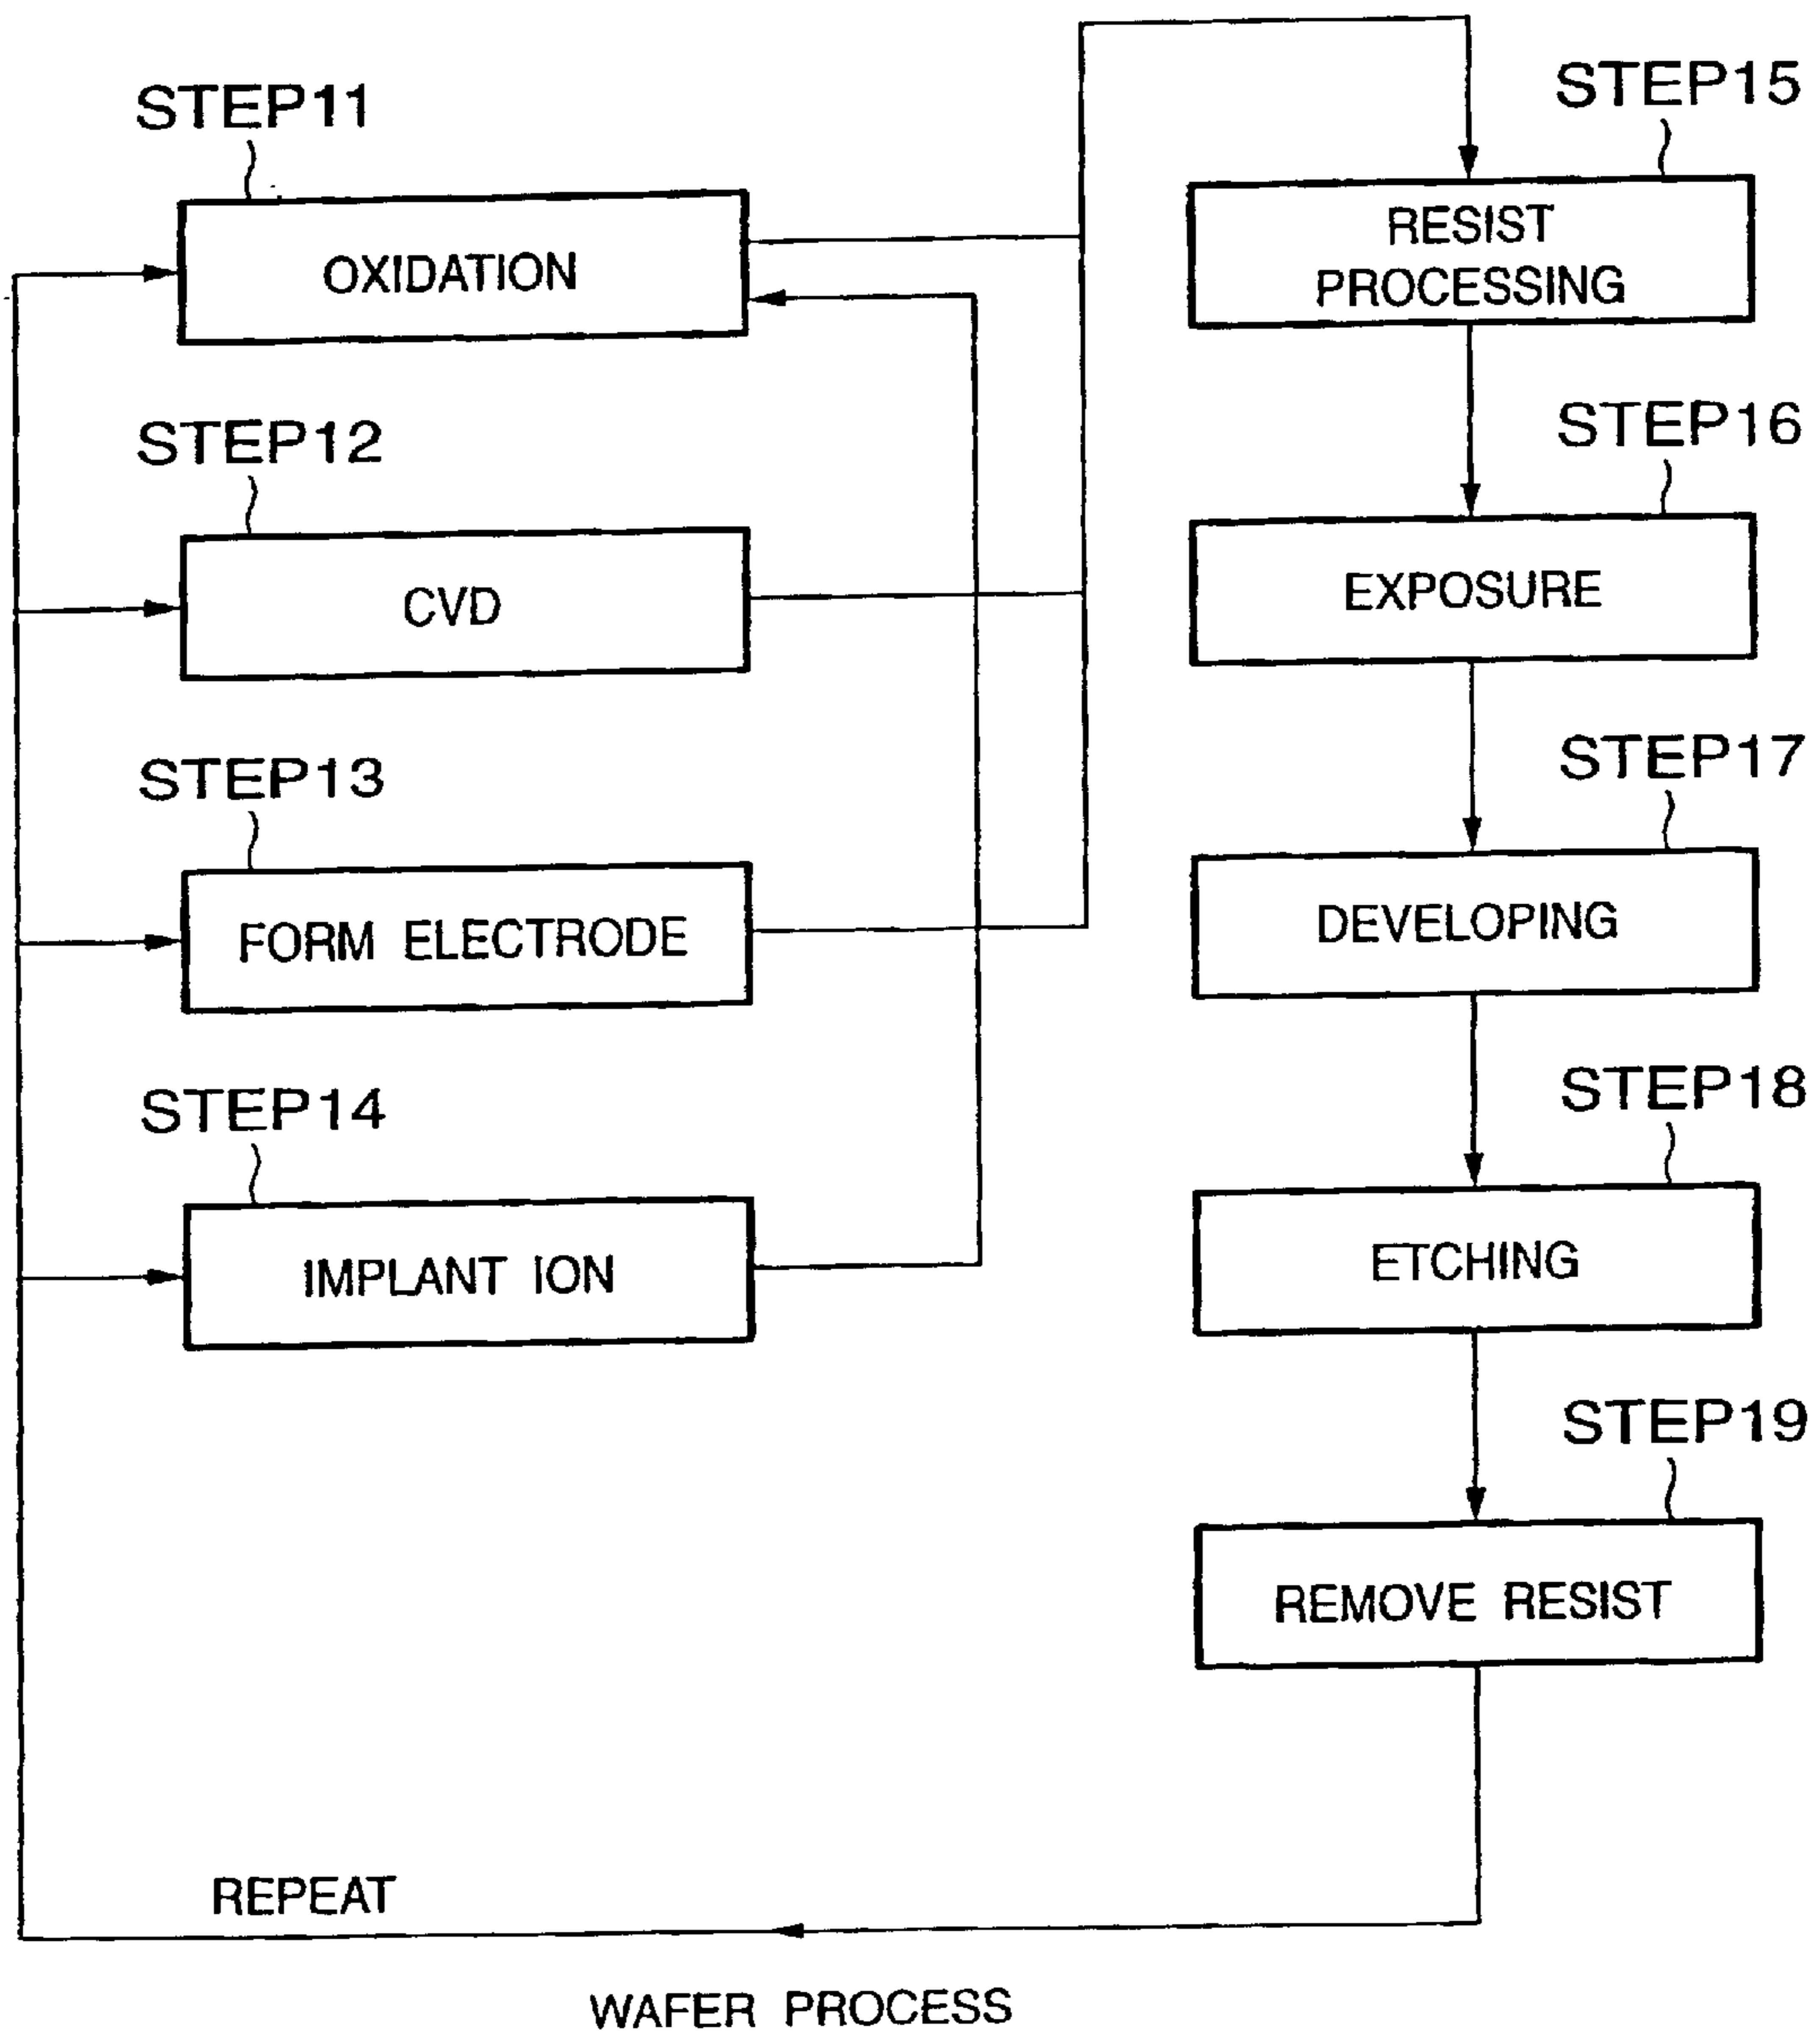 STEP11
OXIDATION
STEP12
CVD
STEP13
FORM ELECTRODE
STEP14
IMPLANT ION
STEP15
RESIST
PROCESSING
STEP16
EXPOSURE
STEP17
DEVELOPING
STEP18
ETCHING
STEP19
REMOVE RESIST
REPEAT
WAFER PROCESS